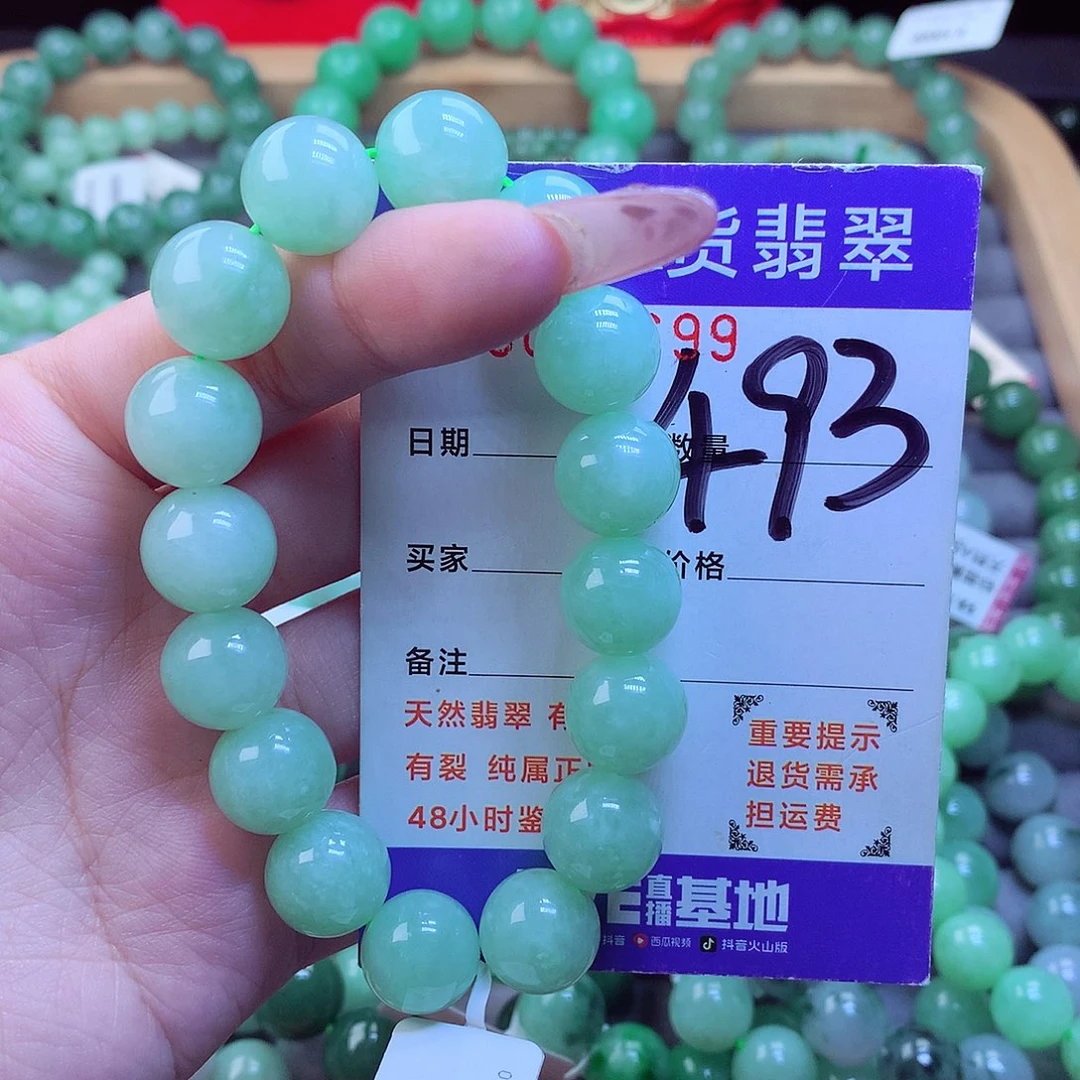 货翡翠
699
493
日期 数量
买家 价格
备注
天然翡翠 有
有裂 纯属正
48小时鉴
重要提示
退货需承
担运费
直播基地
抖音 西瓜视频 抖音火山版